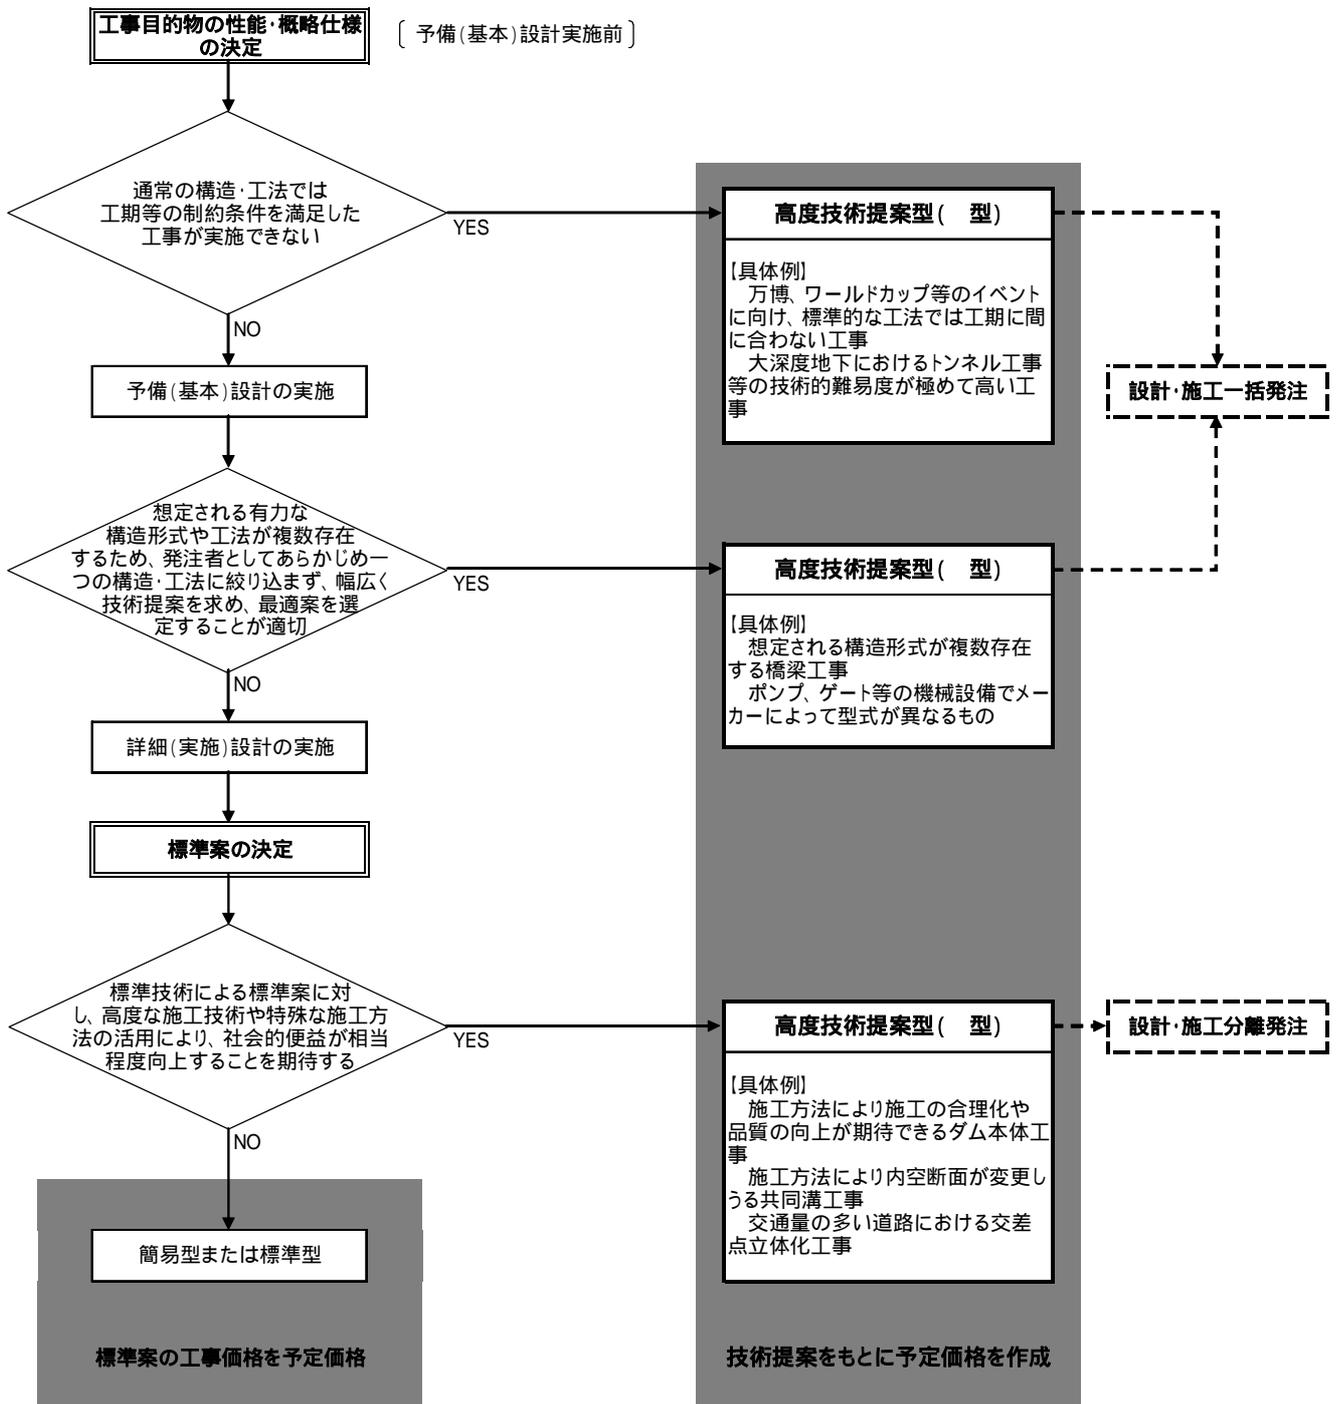 工事目的物の性能・概略仕様
の決定
〔 予備(基本)設計実施前 〕
通常の構造・工法では
工期等の制約条件を満足した
工事が実施できない
YES
NO
高度技術提案型(　型)
【具体例】
万博、ワールドカップ等のイベント
に向け、標準的な工法では工期に間
に合わない工事
大深度地下におけるトンネル工事
等の技術的難易度が極めて高い工
事
設計・施工一括発注
予備(基本)設計の実施
想定される有力な
構造形式や工法が複数存在
するため、発注者としてあらかじめ一
つの構造・工法に絞り込まず、幅広く
技術提案を求め、最適案を選
定することが適切
YES
NO
高度技術提案型(　型)
【具体例】
想定される構造形式が複数存在
する橋梁工事
ポンプ、ゲート等の機械設備でメー
カーによって型式が異なるもの
詳細(実施)設計の実施
標準案の決定
標準技術による標準案に対
し、高度な施工技術や特殊な施工方
法の活用により、社会的便益が相当
程度向上することを期待する
YES
NO
高度技術提案型(　型)
【具体例】
施工方法により施工の合理化や
品質の向上が期待できるダム本体工
事
施工方法により内空断面が変更し
うる共同溝工事
交通量の多い道路における交差
点立体化工事
設計・施工分離発注
簡易型または標準型
標準案の工事価格を予定価格
技術提案をもとに予定価格を作成